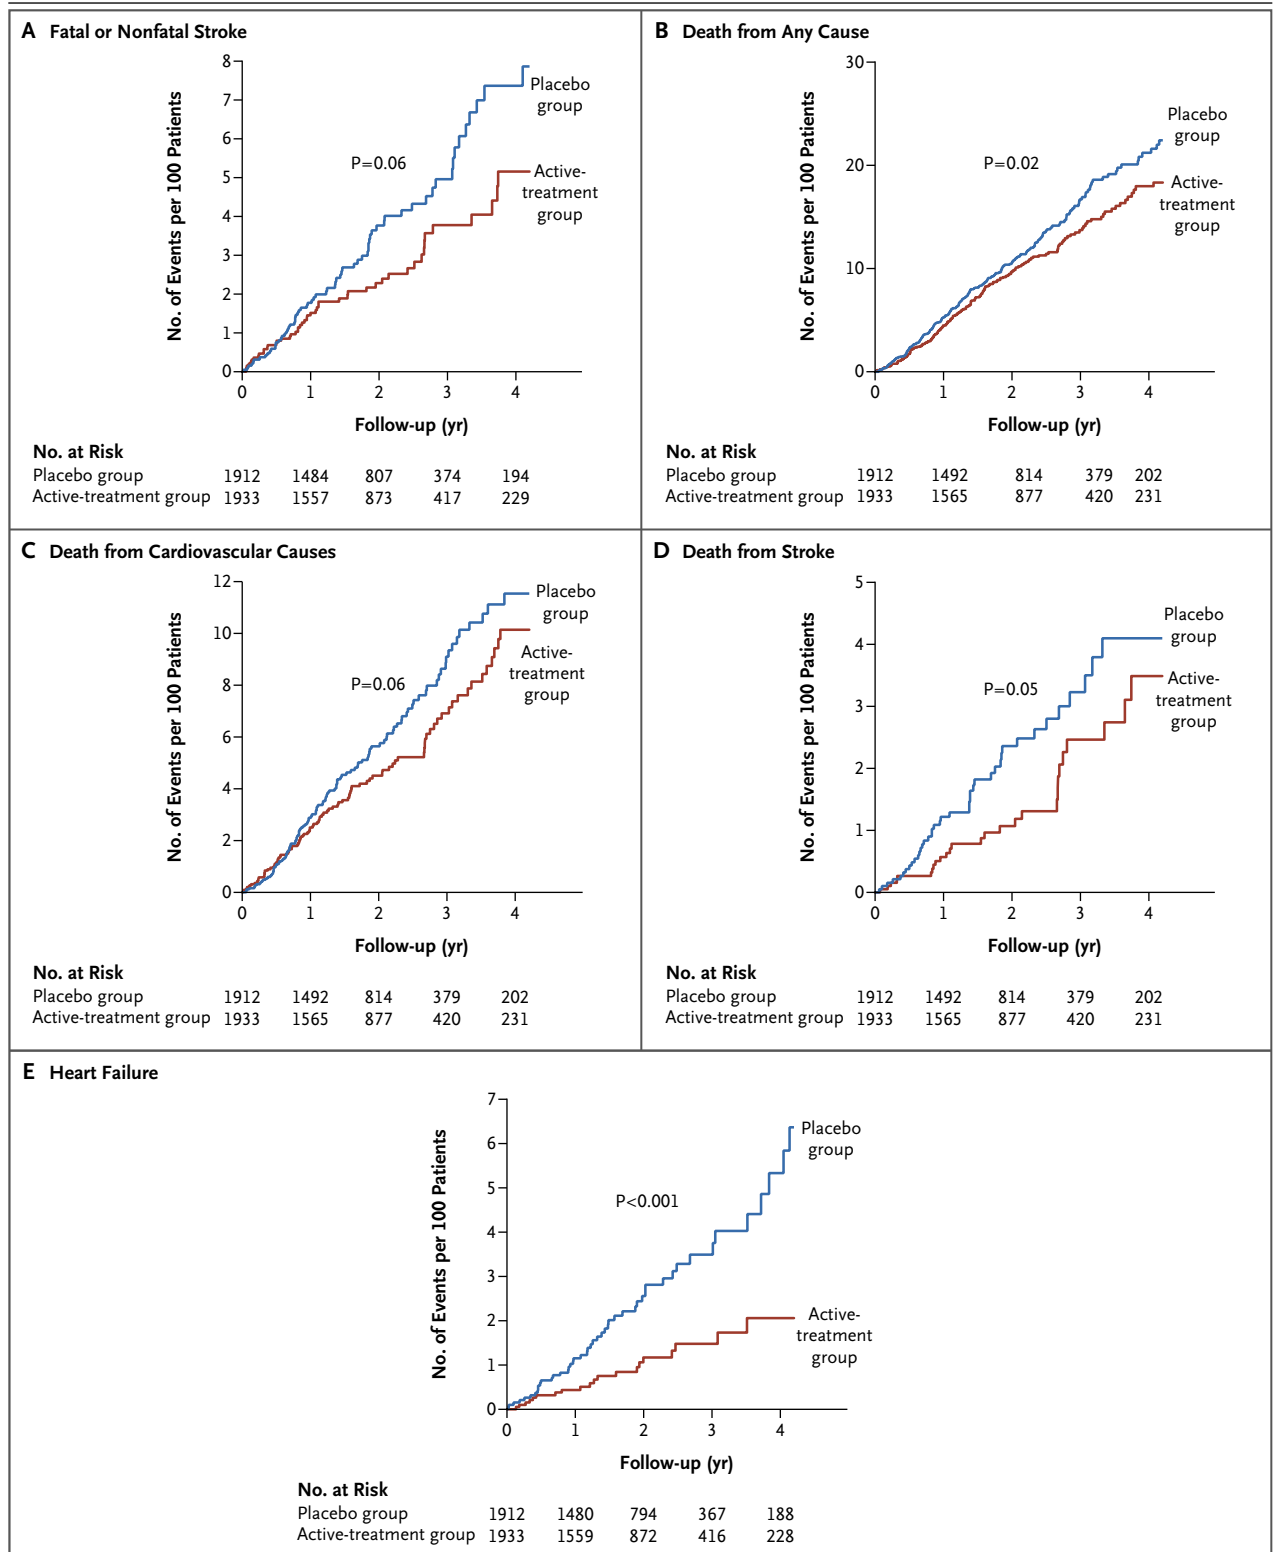 A Fatal or Nonfatal Stroke
No. of Events per 100 Patients
8
7
6
5
4
3
2
1
0
P=0.06
Placebo
group
Active-
treatment
group
0 1 2 3 4
Follow-up (yr)
No. at Risk
Placebo group 1912 1484 807 374 194
Active-treatment group 1933 1557 873 417 229
B Death from Any Cause
No. of Events per 100 Patients
30
20
10
0
P=0.02
Placebo
group
Active-
treatment
group
0 1 2 3 4
Follow-up (yr)
No. at Risk
Placebo group 1912 1492 814 379 202
Active-treatment group 1933 1565 877 420 231
C Death from Cardiovascular Causes
No. of Events per 100 Patients
12
10
8
6
4
2
0
P=0.06
Placebo
group
Active-
treatment
group
0 1 2 3 4
Follow-up (yr)
No. at Risk
Placebo group 1912 1492 814 379 202
Active-treatment group 1933 1565 877 420 231
D Death from Stroke
No. of Events per 100 Patients
5
4
3
2
1
0
P=0.05
Placebo
group
Active-
treatment
group
0 1 2 3 4
Follow-up (yr)
No. at Risk
Placebo group 1912 1492 814 379 202
Active-treatment group 1933 1565 877 420 231
E Heart Failure
No. of Events per 100 Patients
7
6
5
4
3
2
1
0
P<0.001
Placebo
group
Active-
treatment
group
0 1 2 3 4
Follow-up (yr)
No. at Risk
Placebo group 1912 1480 794 367 188
Active-treatment group 1933 1559 872 416 228